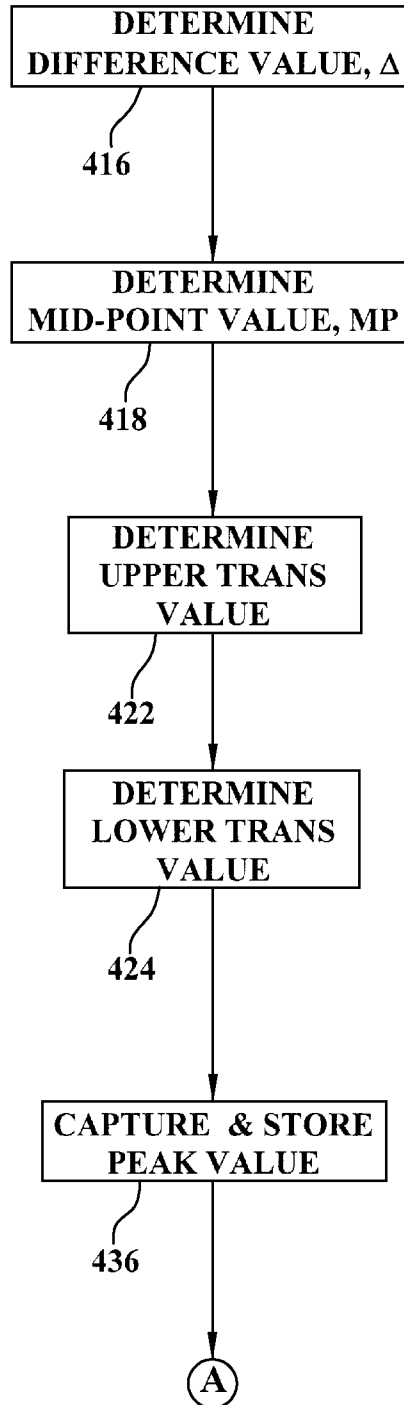 DETERMINE
DIFFERENCE VALUE, Δ
416
DETERMINE
MID-POINT VALUE, MP
418
DETERMINE
UPPER TRANS
VALUE
422
DETERMINE
LOWER TRANS
VALUE
424
CAPTURE & STORE
PEAK VALUE
436
A